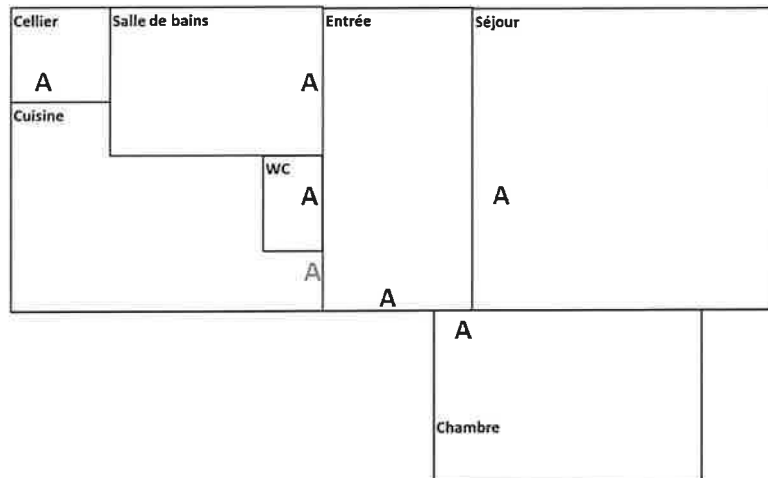 Cellier
Salle de bains
Entrée
Séjour
A
A
Cuisine
WC
A
A
A
A
A
Chambre